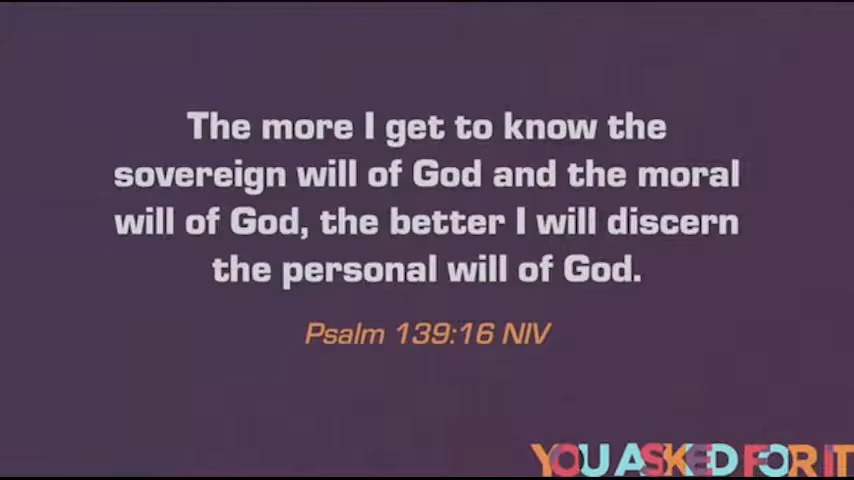 The more I get to know the
sovereign will of God and the moral
will of God, the better I will discern
the personal will of God.
Psalm 139:16 NIV
YOU ASKED FOR IT